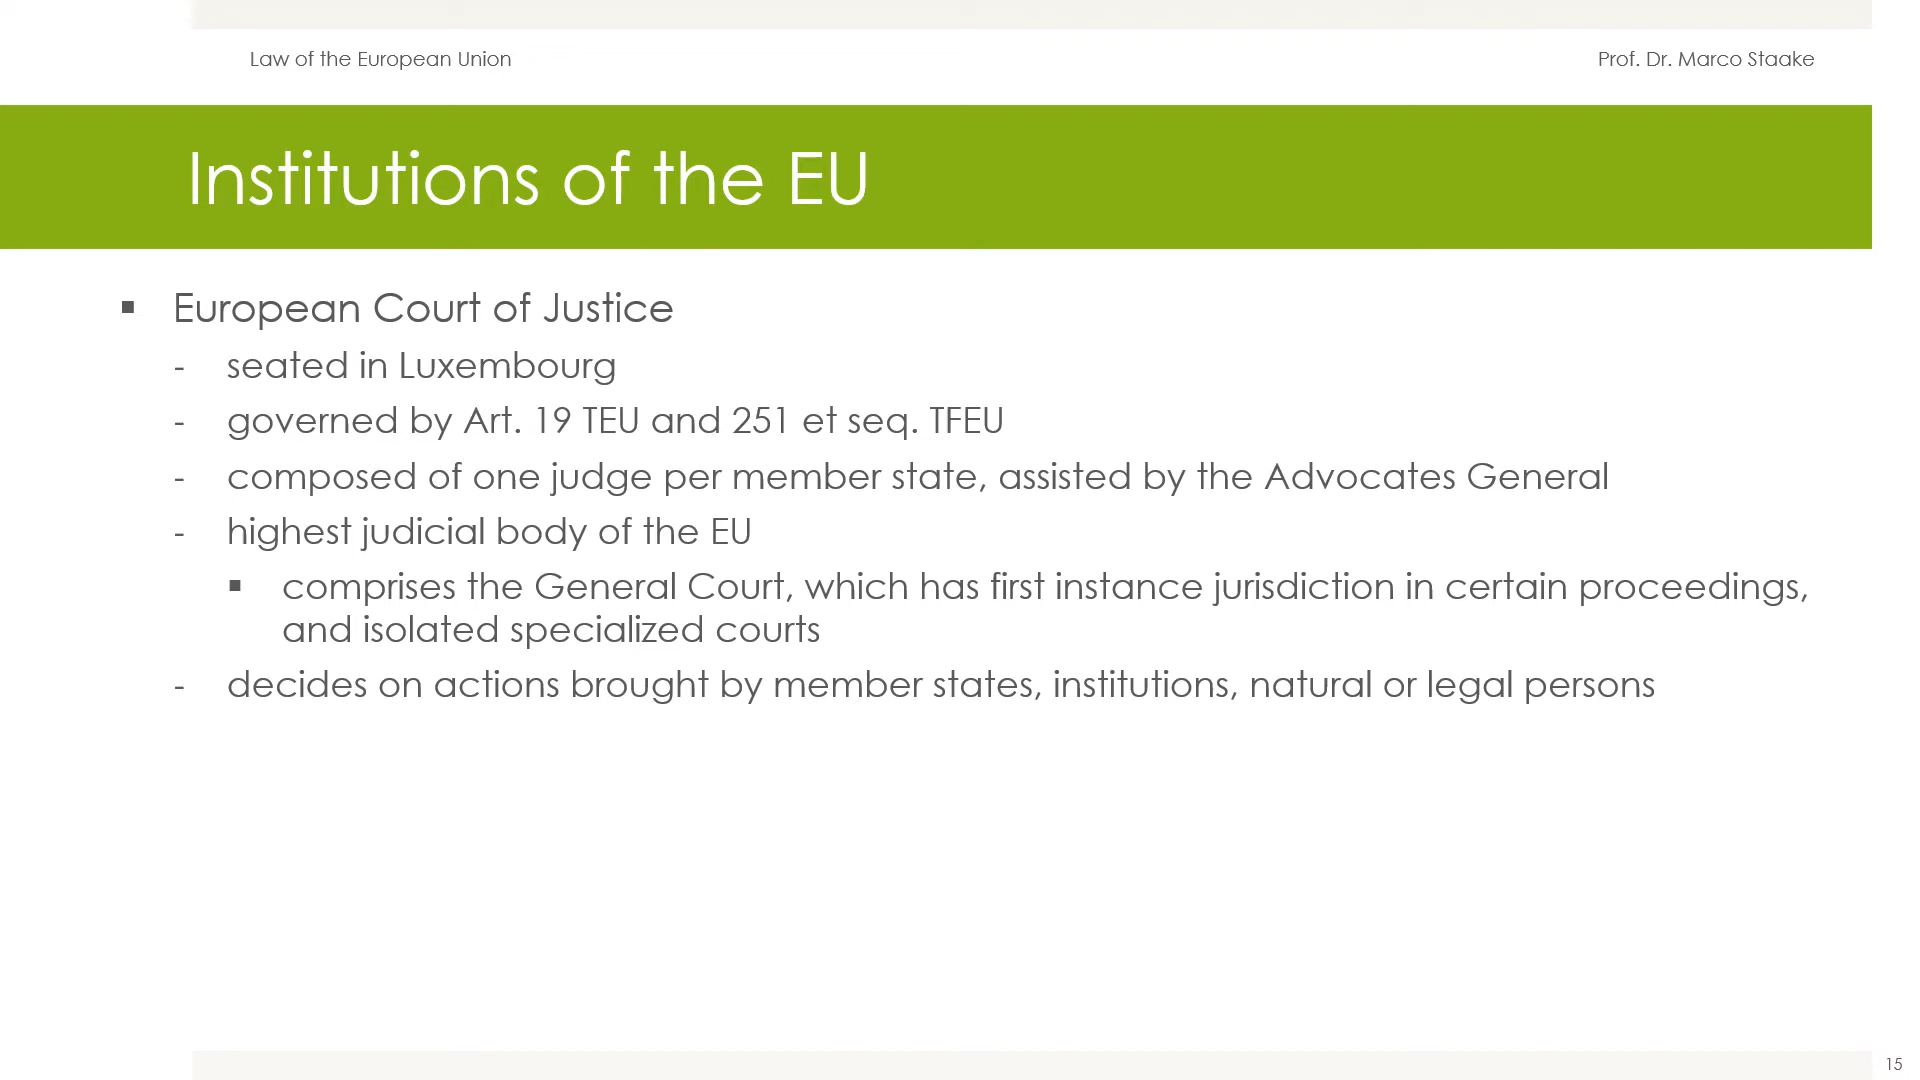 Law of the European Union
Prof. Dr. Marco Staake
Institutions of the EU
▪ European Court of Justice
- seated in Luxembourg
- governed by Art. 19 TEU and 251 et seq. TFEU
- composed of one judge per member state, assisted by the Advocates General
- highest judicial body of the EU
▪ comprises the General Court, which has first instance jurisdiction in certain proceedings,
and isolated specialized courts
- decides on actions brought by member states, institutions, natural or legal persons
15